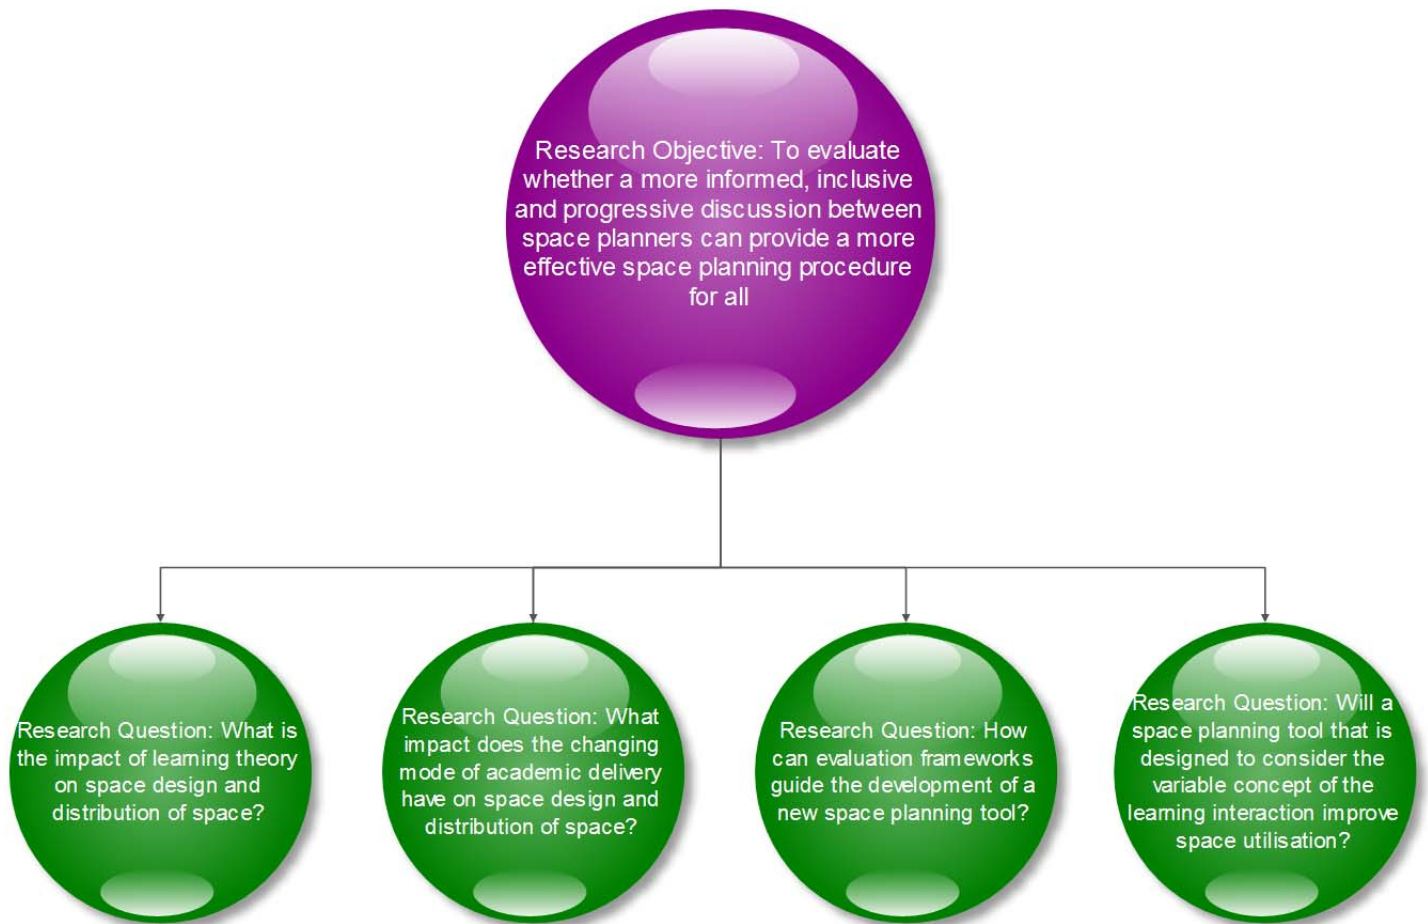 Research Objective: To evaluate
whether a more informed, inclusive
and progressive discussion between
space planners can provide a more
effective space planning procedure
for all
Research Question: What is
the impact of learning theory
on space design and
distribution of space?
Research Question: What
impact does the changing
mode of academic delivery
have on space design and
distribution of space?
Research Question: How
can evaluation frameworks
guide the development of a
new space planning tool?
Research Question: Will a
space planning tool that is
designed to consider the
variable concept of the
learning interaction improve
space utilisation?